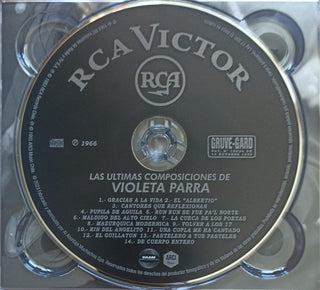 RCA VICTOR
RCA
℗ 1966
GRUVE-GARD
LAS ULTIMAS COMPOSICIONES DE
VIOLETA PARRA
1.- GRACIAS A LA VIDA 2.- EL "ALBERTIO"
3.- CANTORES QUE REFLEXIONAN
4.- PUPILA DE AGUILA 5.- RUN RUN SE FUE PA'L NORTE
6.- MALDIGO DEL ALTO CIELO 7.- LA CUECA DE LOS POETAS
8.- MAZURQUICA MODERNICA 9.- VOLVER A LOS 17
10.- RIN DEL ANGELITO 11.- UNA COPLA ME HA CANTADO
12.- EL GUILLATUN 13.- PASTELERO A TUS PASTELES
14.- DE CUERPO ENTERO